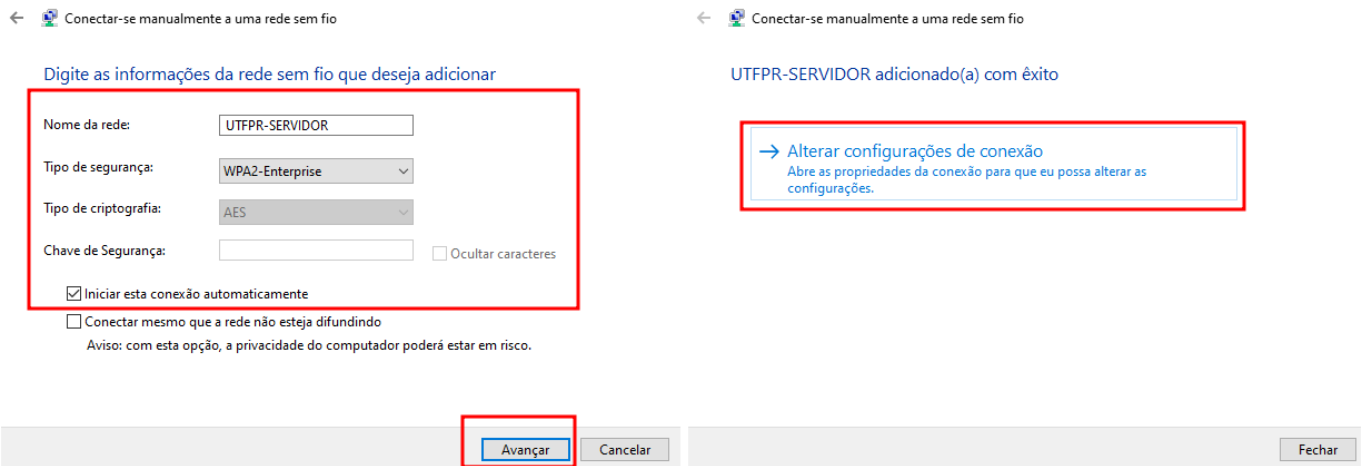 Conectar-se manualmente a uma rede sem fio
Digite as informações da rede sem fio que deseja adicionar
Nome da rede: UTFPR-SERVIDOR
Tipo de segurança: WPA2-Enterprise
Tipo de criptografia: AES
Chave de Segurança: Ocultar caracteres
Iniciar esta conexão automaticamente
Conectar mesmo que a rede não esteja difundindo
Aviso: com esta opção, a privacidade do computador poderá estar em risco.
Avançar Cancelar
Conectar-se manualmente a uma rede sem fio
UTFPR-SERVIDOR adicionado(a) com êxito
Alterar configurações de conexão
Abre as propriedades da conexão para que eu possa alterar as
configurações.
Fechar